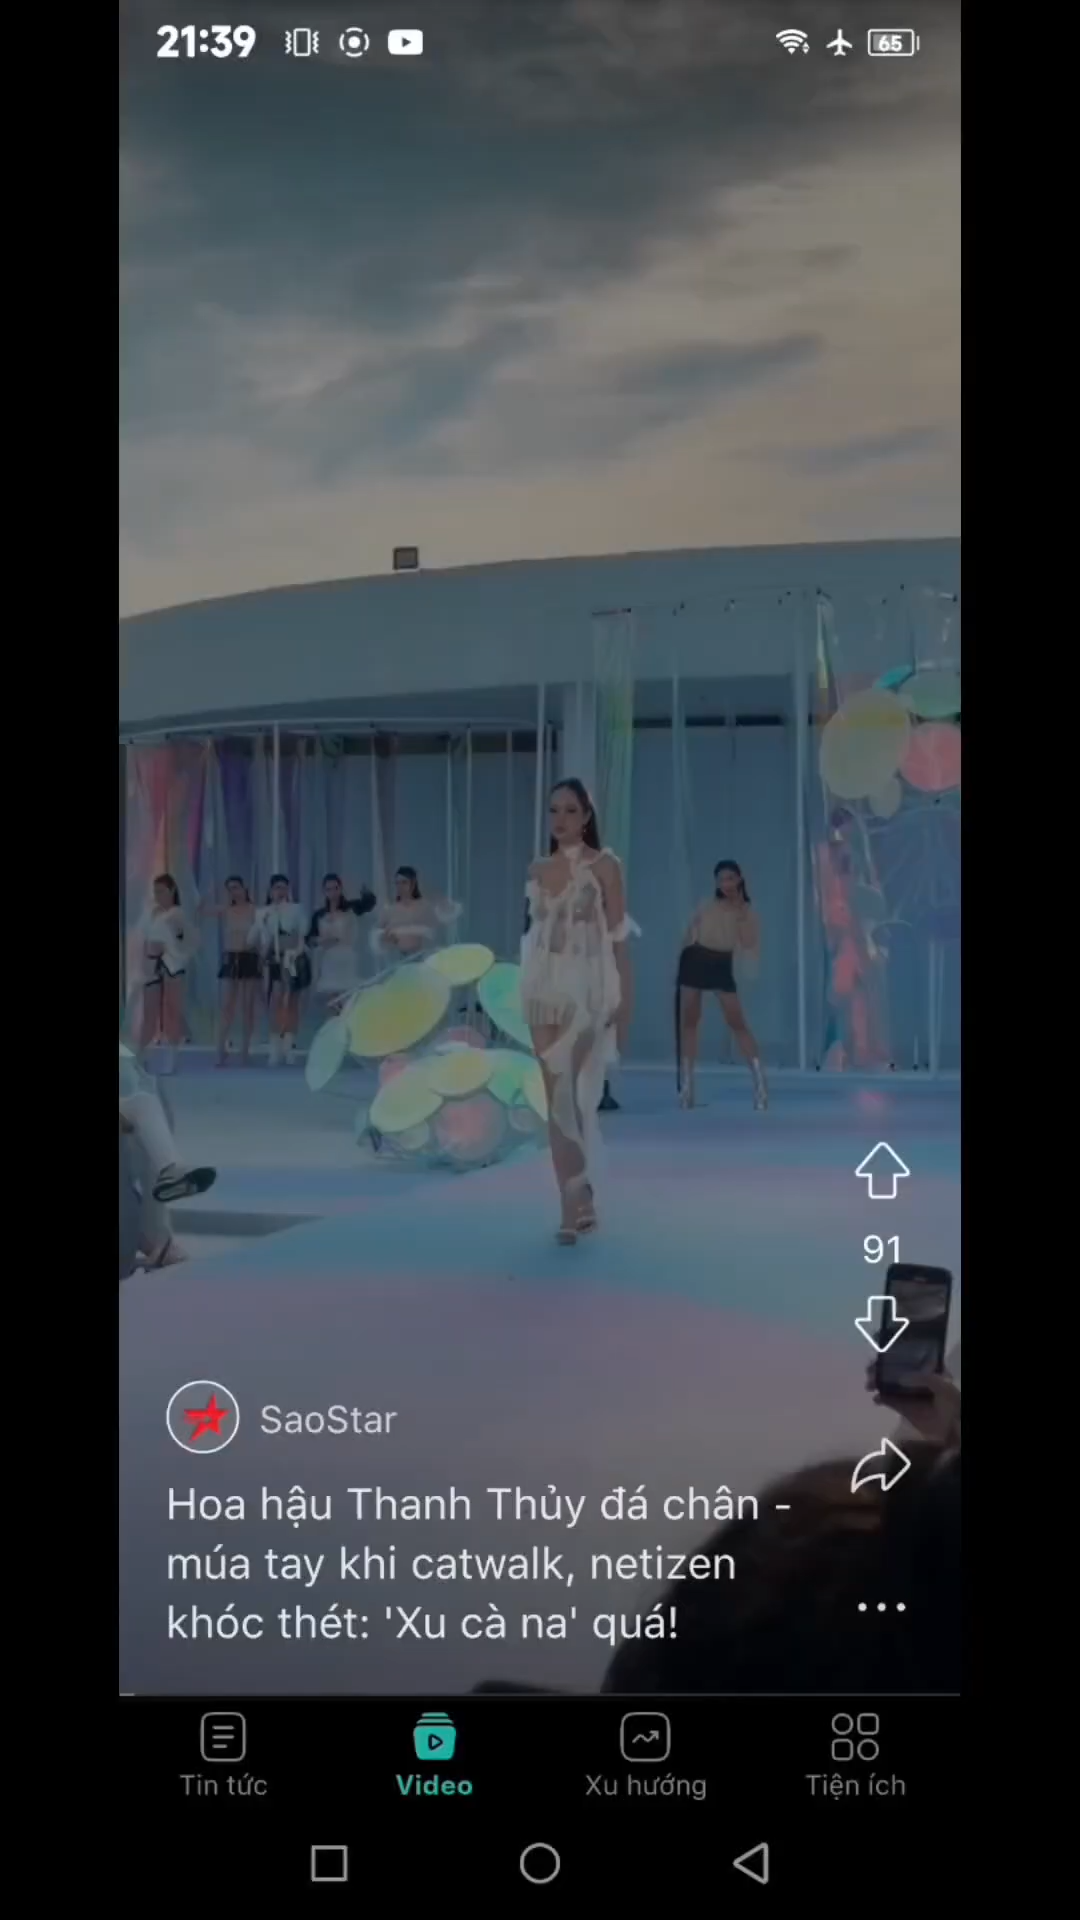 21:39
65
91
SaoStar
Hoa hậu Thanh Thủy đá chân -
múa tay khi catwalk, netizen
khóc thét: 'Xu cà na' quá!
Tin tức
Video
Xu hướng
Tiện ích